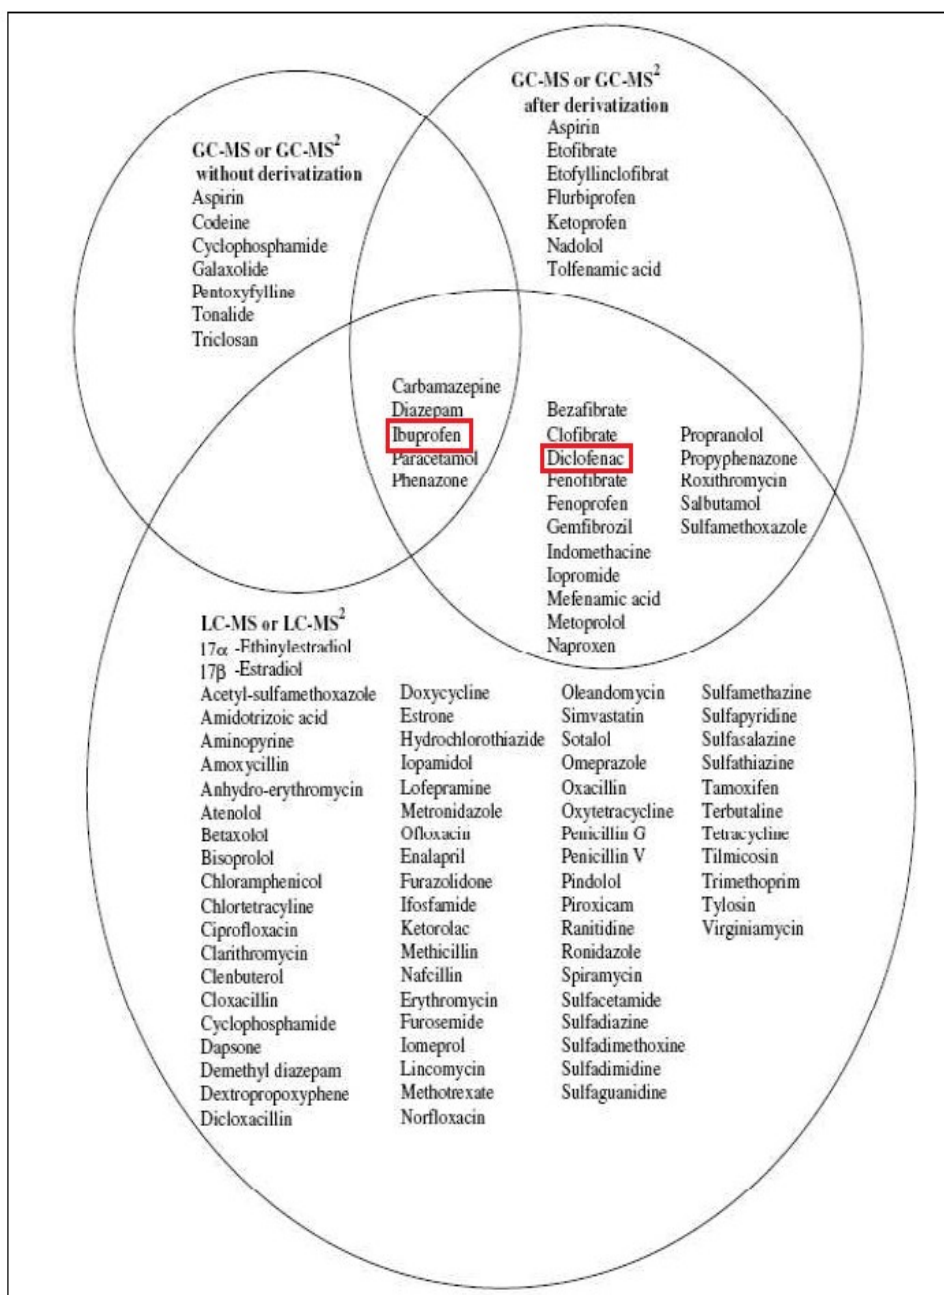 GC-MS or GC-MS2
after derivatization
Aspirin
Etofibrate
Etofyllinclofibrat
Flurbiprofen
Ketoprofen
Nadolol
Tolfenamic acid
GC-MS or GC-MS2
without derivatization
Aspirin
Codeine
Cyclophosphamide
Galaxolide
Pentoxyfylline
Tonalide
Triclosan
Carbamazepine
Diazepam
Ibuprofen
Paracetamol
Phenazone
Bezafibrate
Clofibrate
Diclofenac
Fenofibrate
Fenoprofen
Gemfibrozil
Indomethacine
Iopromide
Mefenamic acid
Metoprolol
Naproxen
Propranolol
Propyphenazone
Roxithromycin
Salbutamol
Sulfamethoxazole
LC-MS or LC-MS2
17α -Ethinylestradiol
17β -Estradiol
Acetyl-sulfamethoxazole
Amidotrizoic acid
Aminopyrine
Amoxycillin
Anhydro-erythromycin
Atenolol
Betaxolol
Bisoprolol
Chloramphenicol
Chlortetracyline
Ciprofloxacin
Clarithromycin
Clenbuterol
Cloxacillin
Cyclophosphamide
Dapsone
Demethyl diazepam
Dextropropoxyphene
Dicloxacillin
Doxycycline
Estrone
Hydrochlorothiazide
Iopamidol
Lofepramine
Metronidazole
Ofloxacin
Enalapril
Furazolidone
Ifosfamide
Ketorolac
Methicillin
Nafcillin
Erythromycin
Furosemide
Iomeprol
Lincomycin
Methotrexate
Norfloxacin
Oleandomycin
Simvastatin
Sotalol
Omeprazole
Oxacillin
Oxytetracycline
Penicillin G
Penicillin V
Pindolol
Piroxicam
Ranitidine
Ronidazole
Spiramycin
Sulfacetamide
Sulfadiazine
Sulfadimethoxine
Sulfadimidine
Sulfaguanidine
Sulfamethazine
Sulfapyridine
Sulfasalazine
Sulfathiazine
Tamoxifen
Terbutaline
Tetracycline
Tilmicosin
Trimethoprim
Tylosin
Virginiamycin